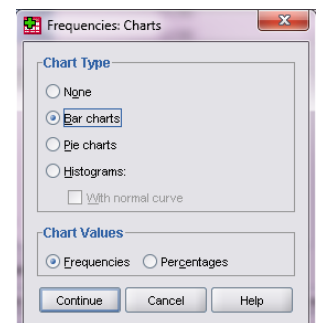 Frequencies: Charts
Chart Type
None
Bar charts
Pie charts
Histograms:
With normal curve
Chart Values
Frequencies Percentages
Continue Cancel Help